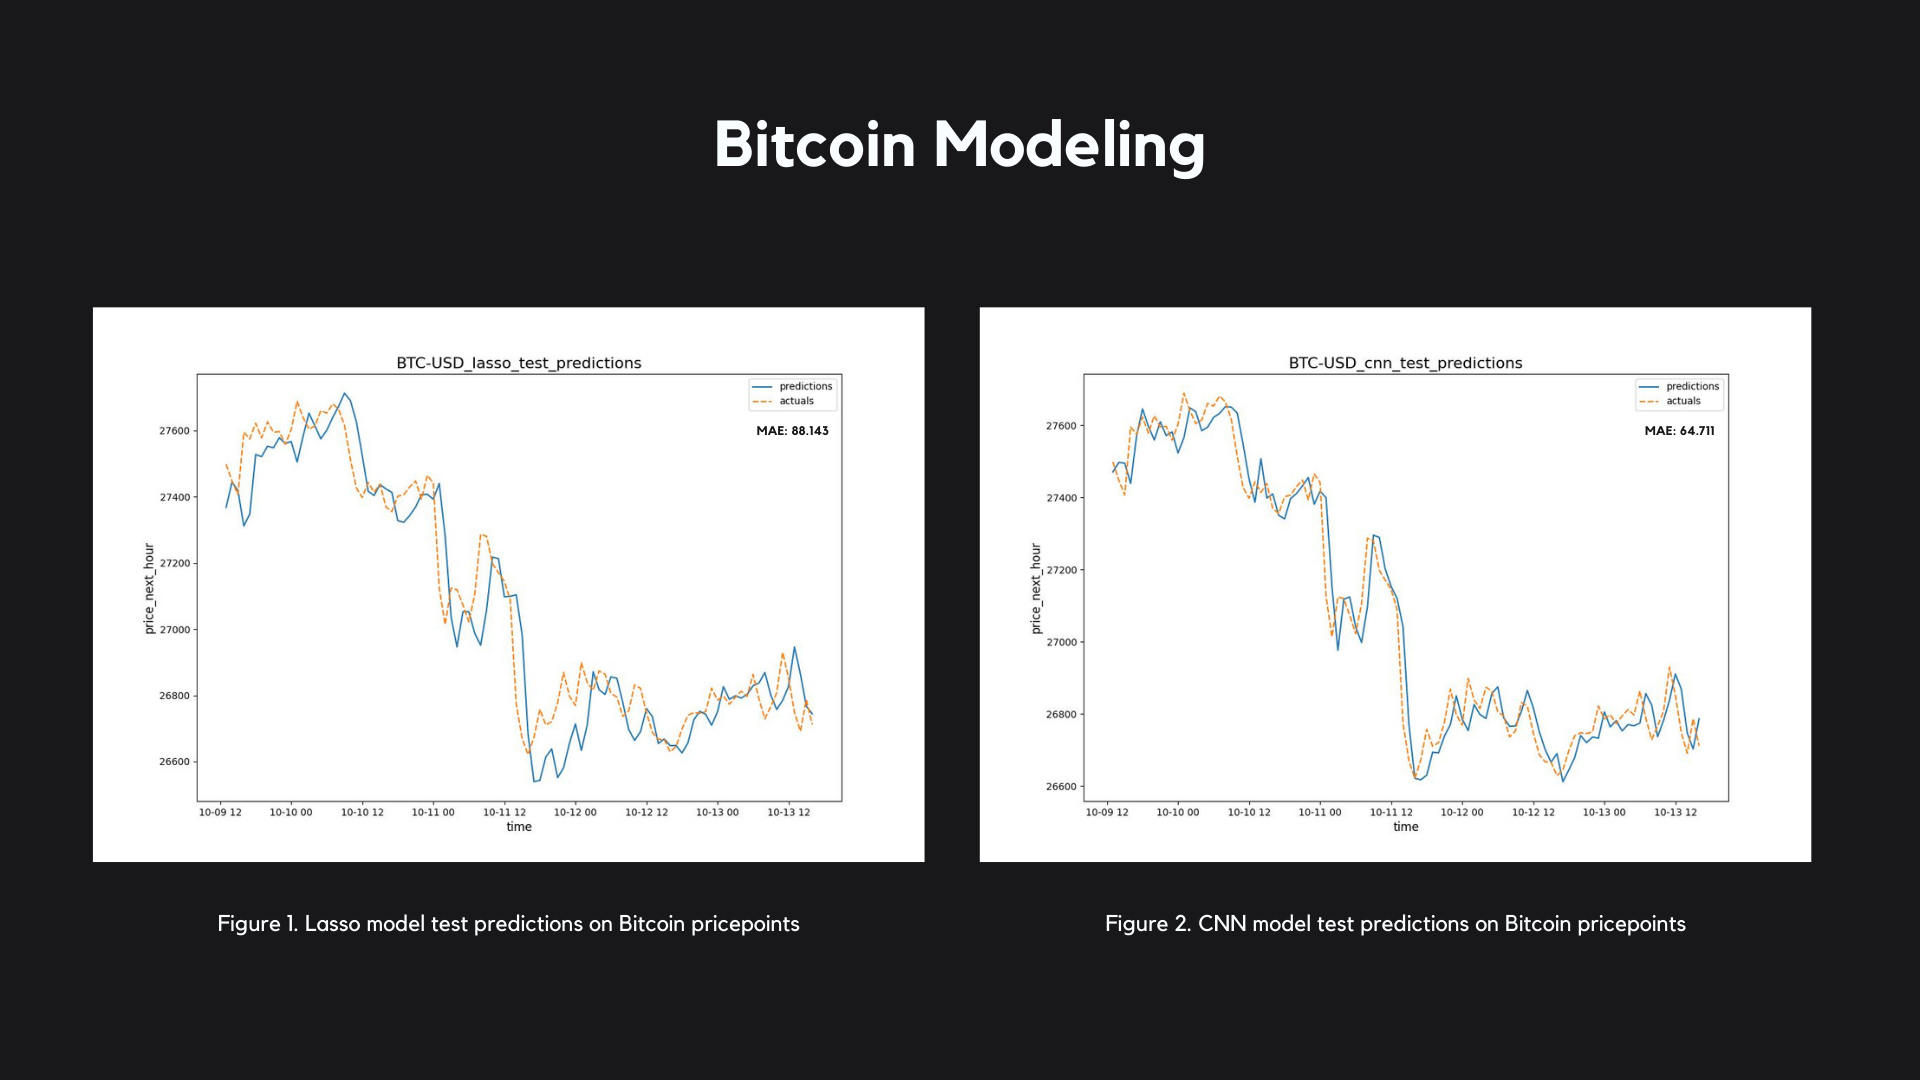 Bitcoin Modeling
BTC-USD_lasso_test_predictions
predictions
actuals
MAE: 88.143
27600
27400
27200
27000
26800
26600
price_next_hour
10-09 12 10-10 00 10-10 12 10-11 00 10-11 12 10-12 00 10-12 12 10-13 00 10-13 12
time
Figure 1. Lasso model test predictions on Bitcoin pricepoints
BTC-USD_cnn_test_predictions
predictions
actuals
MAE: 64.711
27600
27400
27200
27000
26800
26600
price_next_hour
10-09 12 10-10 00 10-10 12 10-11 00 10-11 12 10-12 00 10-12 12 10-13 00 10-13 12
time
Figure 2. CNN model test predictions on Bitcoin pricepoints